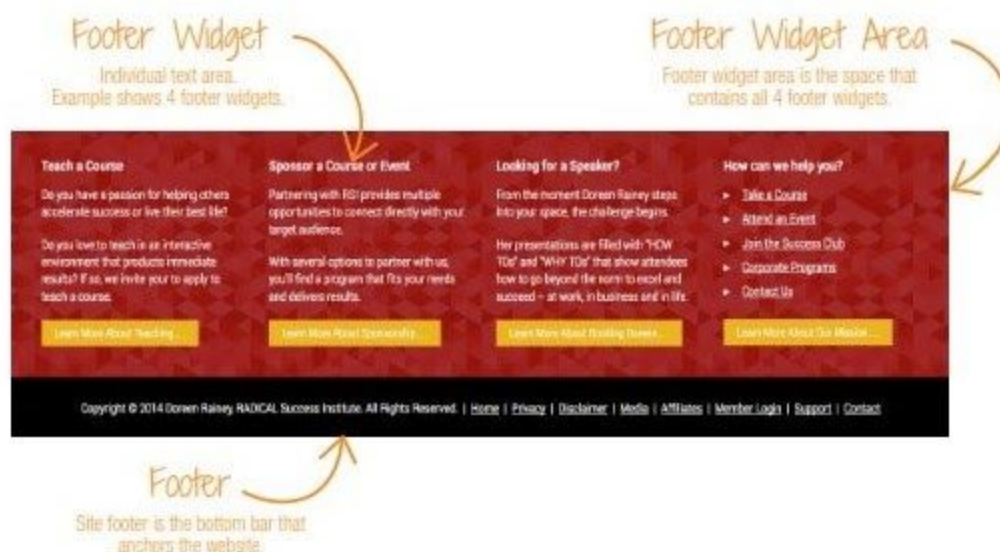 Footer Widget
Individual text area.
Example shows 4 footer widgets.
Footer Widget Area
Footer widget area is the space that
contains all 4 footer widgets.
Teach a Course
Do you have a passion for helping others
accelerate success or live their best life?
Do you love to teach in an interactive
environment that products immediate
results? If so, we invite your to apply to
teach a course.
Learn More About Teaching...
Sponsor a Course or Event
Partnering with RSI provides multiple
opportunities to connect directly with your
target audience.
With several options to partner with us,
you'll find a program that fits your needs
and delivers results.
Learn More About Sponsorship...
Looking for a Speaker?
From the moment Doreen Rainey steps
into your space, the challenge begins.
Her presentations are filled with "HOW
TOs" and "WHY TOs" that show attendees
how to go beyond the norm to excel and
succeed – at work, in business and in life.
Learn More About Booking Doreen...
How can we help you?
► Take a Course
► Attend an Event
► Join the Success Club
► Corporate Programs
► Contact Us
Learn More About Our Mission...
Copyright © 2014 Doreen Rainey, RADICAL Success Institute. All Rights Reserved. | Home | Privacy | Disclaimer | Media | Affiliates | Member Login | Support | Contact
Footer
Site footer is the bottom bar that
anchors the website.